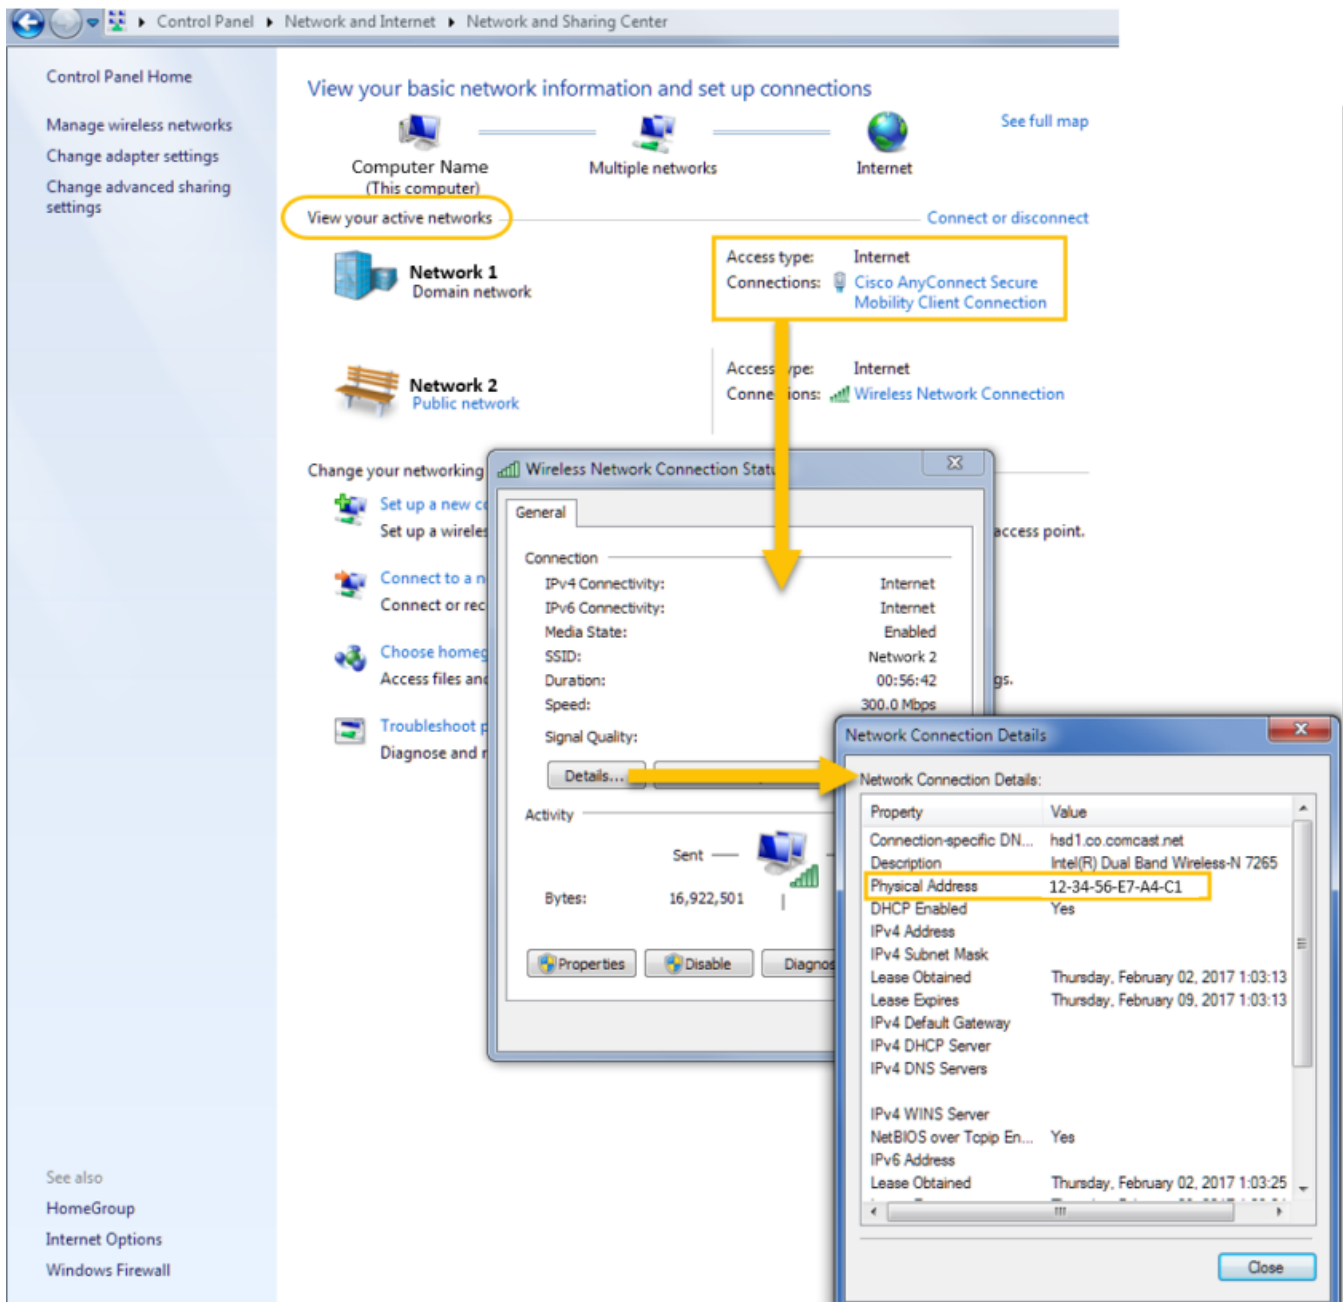 Control Panel ▸ Network and Internet ▸ Network and Sharing Center
Control Panel Home
Manage wireless networks
Change adapter settings
Change advanced sharing
settings
See also
HomeGroup
Internet Options
Windows Firewall
View your basic network information and set up connections
See full map
Computer Name
(This computer)
Multiple networks
Internet
View your active networks
Connect or disconnect
Network 1
Domain network
Access type: Internet
Connections: Cisco AnyConnect Secure
Mobility Client Connection
Network 2
Public network
Access ype: Internet
Conne ions: Wireless Network Connection
Change your networking
Set up a new c
Set up a wireles
access point.
Connect to a n
Connect or rec
Choose homeg
Access files and
gs.
Troubleshoot p
Diagnose and r
Wireless Network Connection Stat
General
Connection
IPv4 Connectivity: Internet
IPv6 Connectivity: Internet
Media State: Enabled
SSID: Network 2
Duration: 00:56:42
Speed: 300.0 Mbps
Signal Quality:
Details...
Activity
Sent
Bytes: 16,922,501
Properties
Disable
Diagnos
Network Connection Details
Network Connection Details:
Property Value
Connection-specific DN... hsd1.co.comcast.net
Description Intel(R) Dual Band Wireless-N 7265
Physical Address 12-34-56-E7-A4-C1
DHCP Enabled Yes
IPv4 Address
IPv4 Subnet Mask
Lease Obtained Thursday, February 02, 2017 1:03:13
Lease Expires Thursday, February 09, 2017 1:03:13
IPv4 Default Gateway
IPv4 DHCP Server
IPv4 DNS Servers
IPv4 WINS Server
NetBIOS over Tcpip En... Yes
IPv6 Address
Lease Obtained Thursday, February 02, 2017 1:03:25
Close